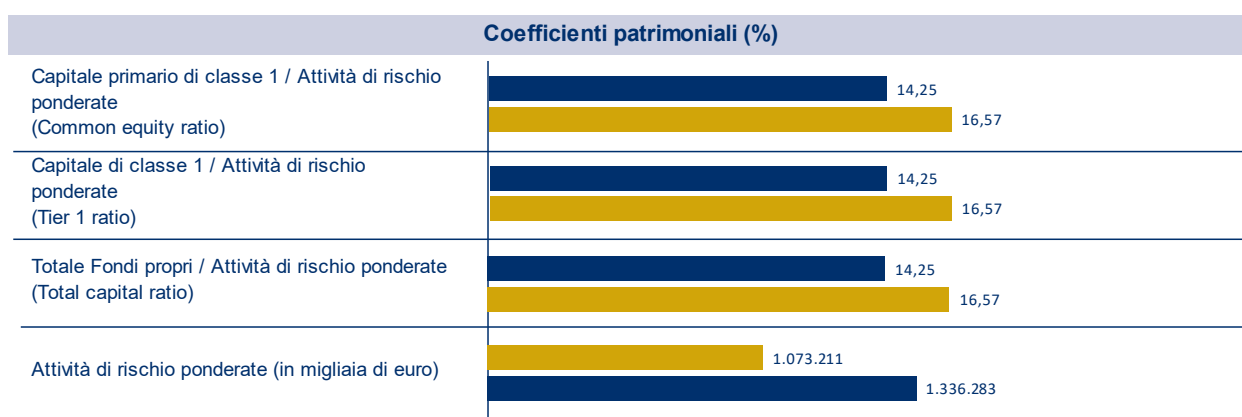 Coefficienti patrimoniali (%)
Capitale primario di classe 1 / Attività di rischio
ponderate
(Common equity ratio)
14,25
16,57
Capitale di classe 1 / Attività di rischio
ponderate
(Tier 1 ratio)
14,25
16,57
Totale Fondi propri / Attività di rischio ponderate
(Total capital ratio)
14,25
16,57
Attività di rischio ponderate (in migliaia di euro)
1.073.211
1.336.283